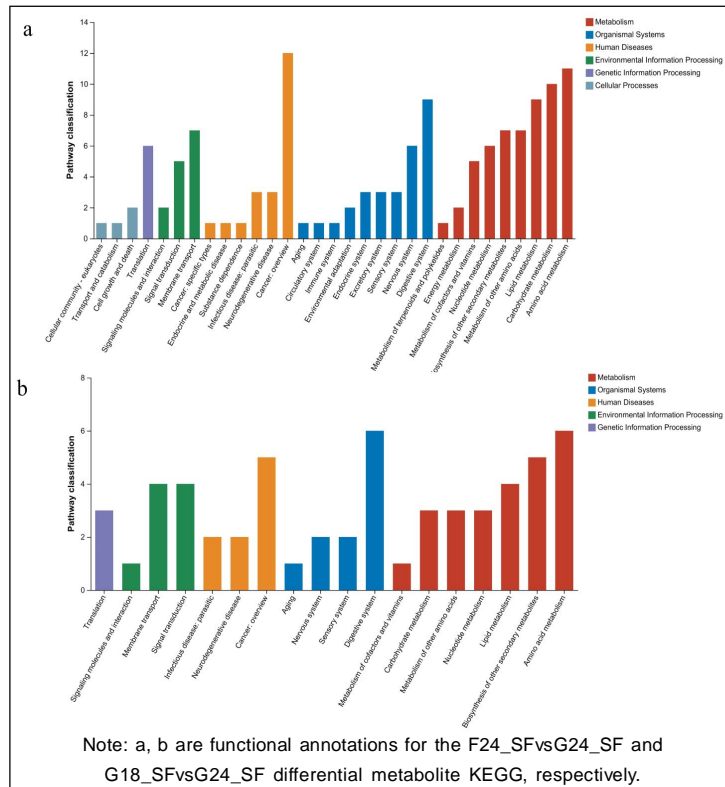 a
14
12
10
8
6
4
2
0
Pathway classification
Metabolism
Organismal Systems
Human Diseases
Environmental Information Processing
Genetic Information Processing
Cellular Processes
Cellular community - eukaryotes
Transport and catabolism
Cell growth and death
Translation
Signaling molecules and interaction
Signal transduction
Membrane transport
Cancer: specific types
Endocrine and metabolic disease
Substance dependence
Infectious disease: parasitic
Neurodegenerative disease
Cancer: overview
Aging
Circulatory system
Immune system
Environmental adaptation
Endocrine system
Excretory system
Sensory system
Nervous system
Digestive system
Metabolism of terpenoids and polyketides
Energy metabolism
Metabolism of cofactors and vitamins
Nucleotide metabolism
iosynthesis of other secondary metabolites
Metabolism of other amino acids
Lipid metabolism
Carbohydrate metabolism
Amino acid metabolism
b
8
6
4
2
0
Pathway classification
Metabolism
Organismal Systems
Human Diseases
Environmental Information Processing
Genetic Information Processing
Translation
Signaling molecules and interaction
Membrane transport
Signal transduction
Infectious disease: parasitic
Neurodegenerative disease
Cancer: overview
Aging
Nervous system
Sensory system
Digestive system
Metabolism of cofactors and vitamins
Carbohydrate metabolism
Metabolism of other amino acids
Nucleotide metabolism
Lipid metabolism
Biosynthesis of other secondary metabolites
Amino acid metabolism
Note: a, b are functional annotations for the F24_SFvsG24_SF and
G18_SFvsG24_SF differential metabolite KEGG, respectively.